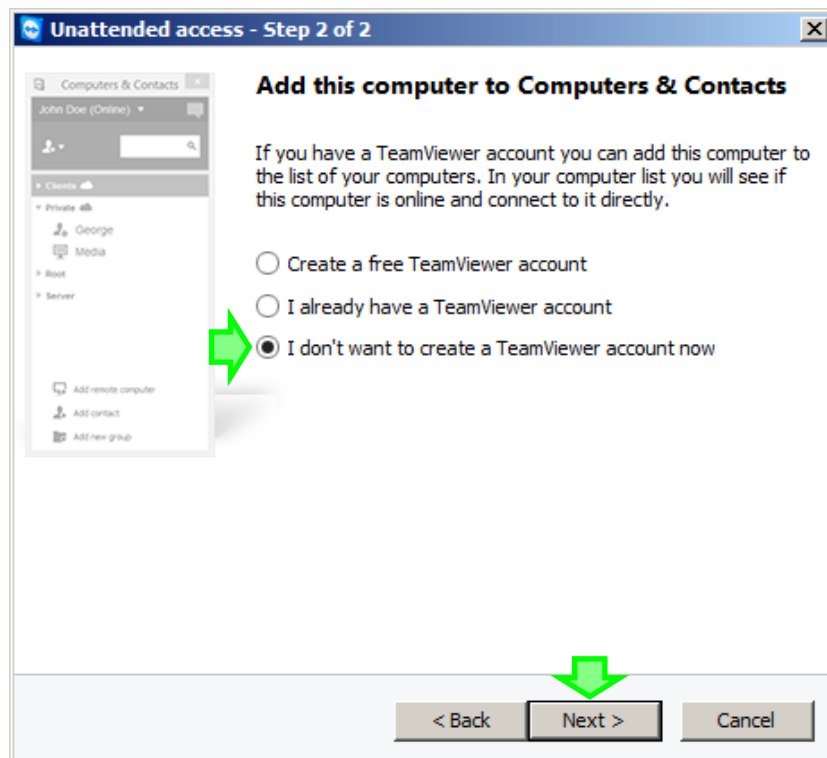 Unattended access - Step 2 of 2
Computers & Contacts
John Doe (Online)
Clients
Private
George
Media
Root
Server
Add remote computer
Add contact
Add new group
Add this computer to Computers & Contacts
If you have a TeamViewer account you can add this computer to
the list of your computers. In your computer list you will see if
this computer is online and connect to it directly.
Create a free TeamViewer account
I already have a TeamViewer account
I don't want to create a TeamViewer account now
< Back
Next >
Cancel